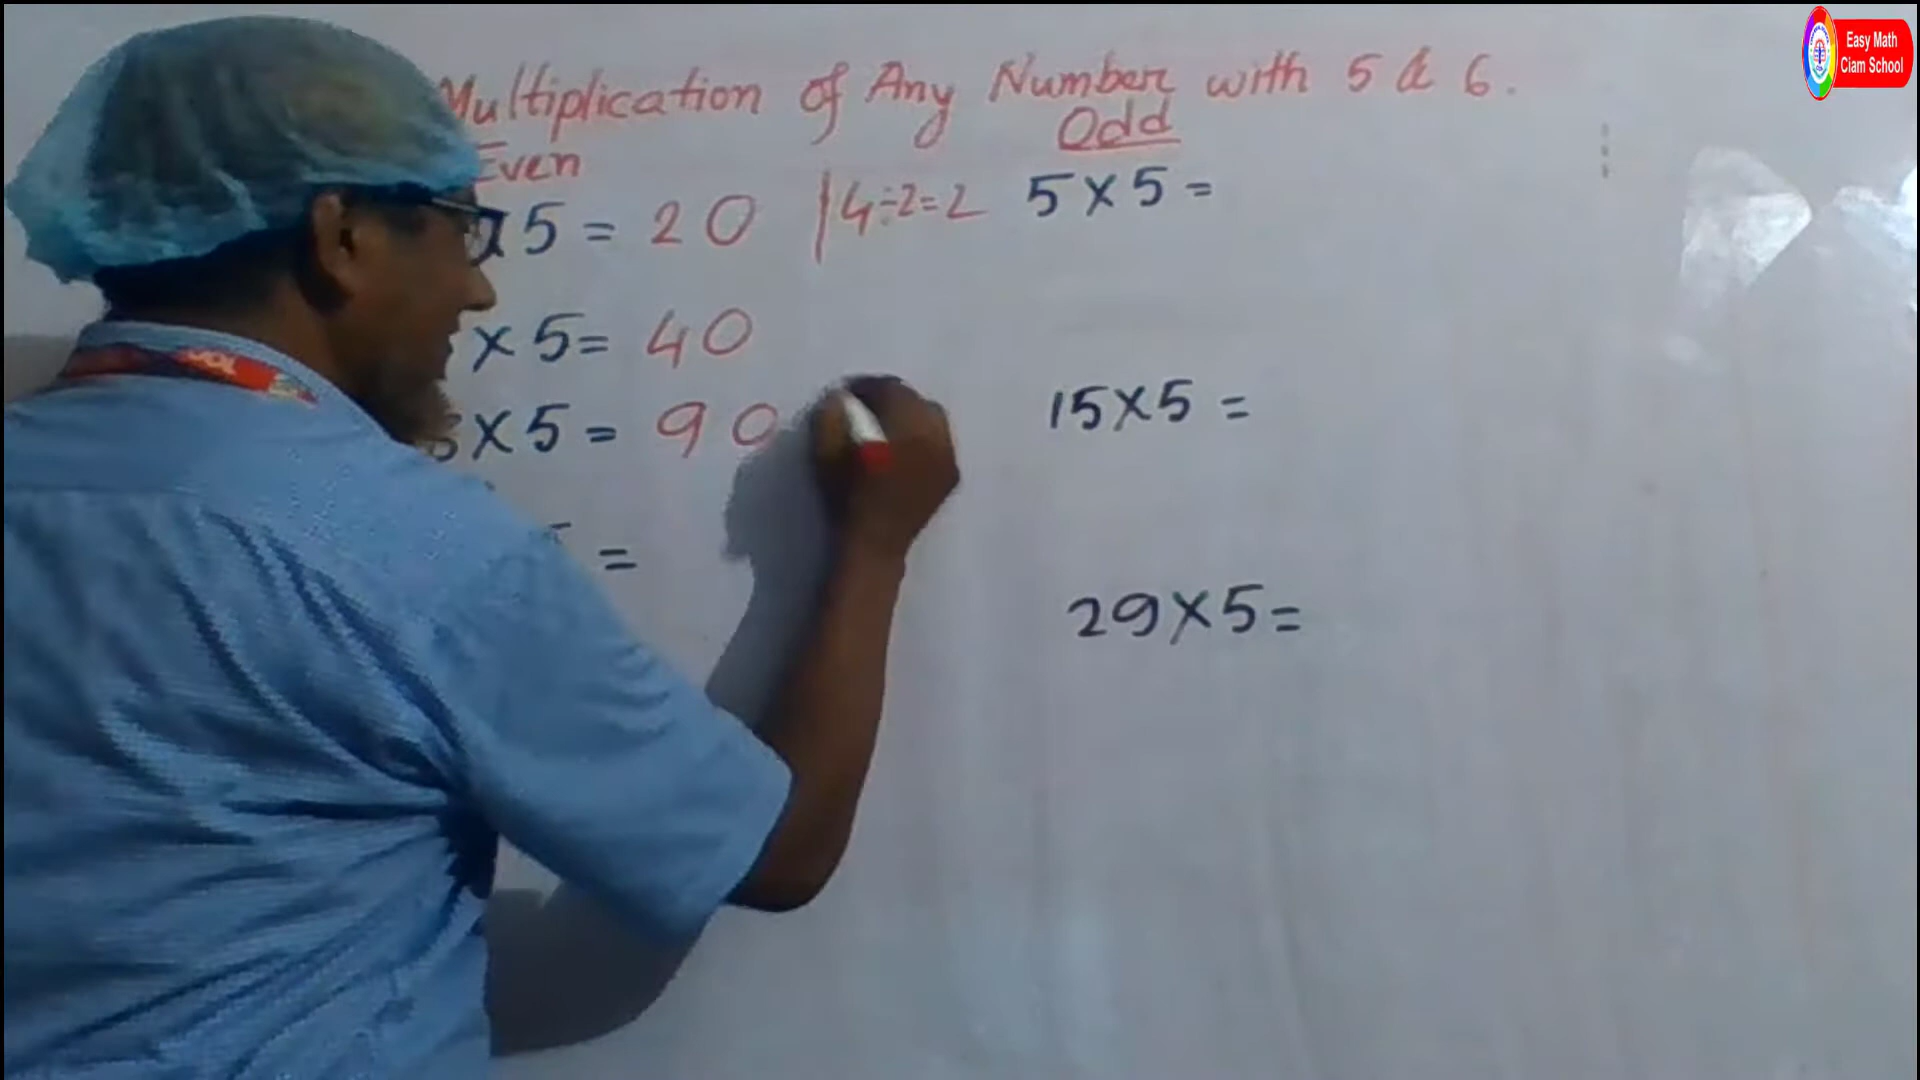 Easy Math
Ciam School
Multiplication of Any Number with 5 & 6.
Even
Odd
5 = 20 | 4÷2=2
× 5 = 40
× 5 = 90
=
5 × 5 =
15 × 5 =
29 × 5 =